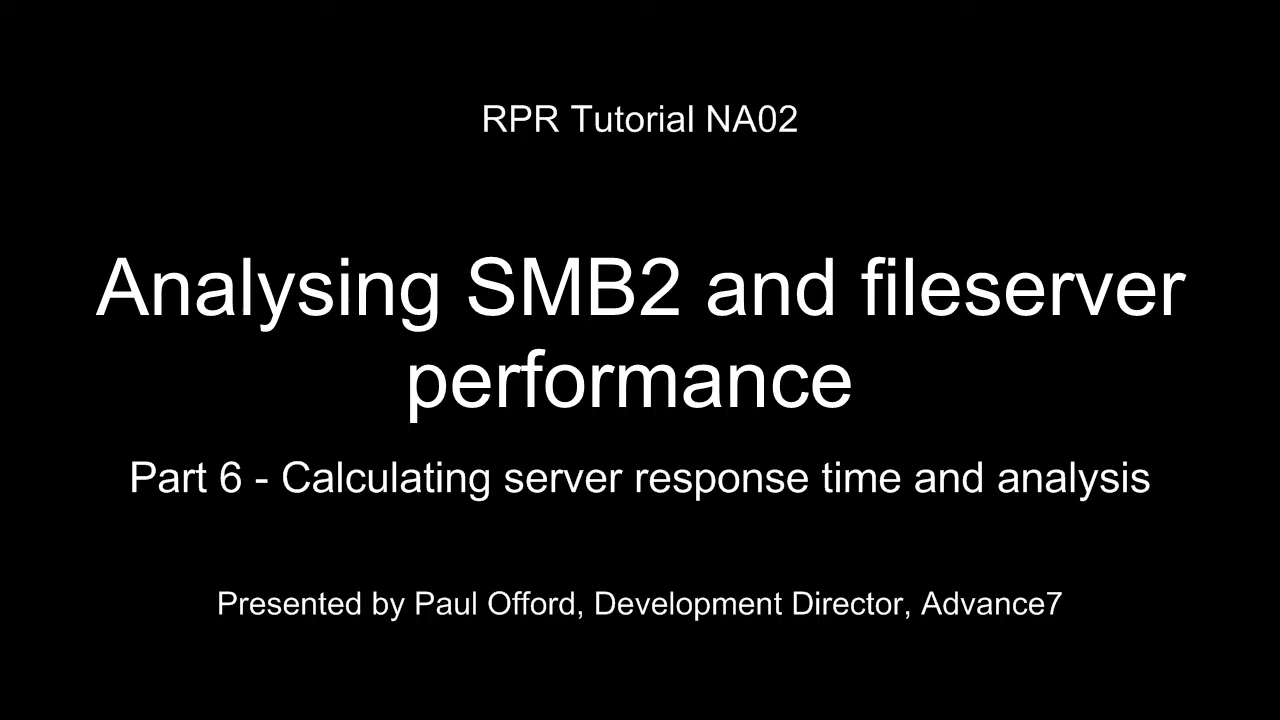 RPR Tutorial NA02
Analysing SMB2 and fileserver
performance
Part 6 - Calculating server response time and analysis
Presented by Paul Offord, Development Director, Advance7